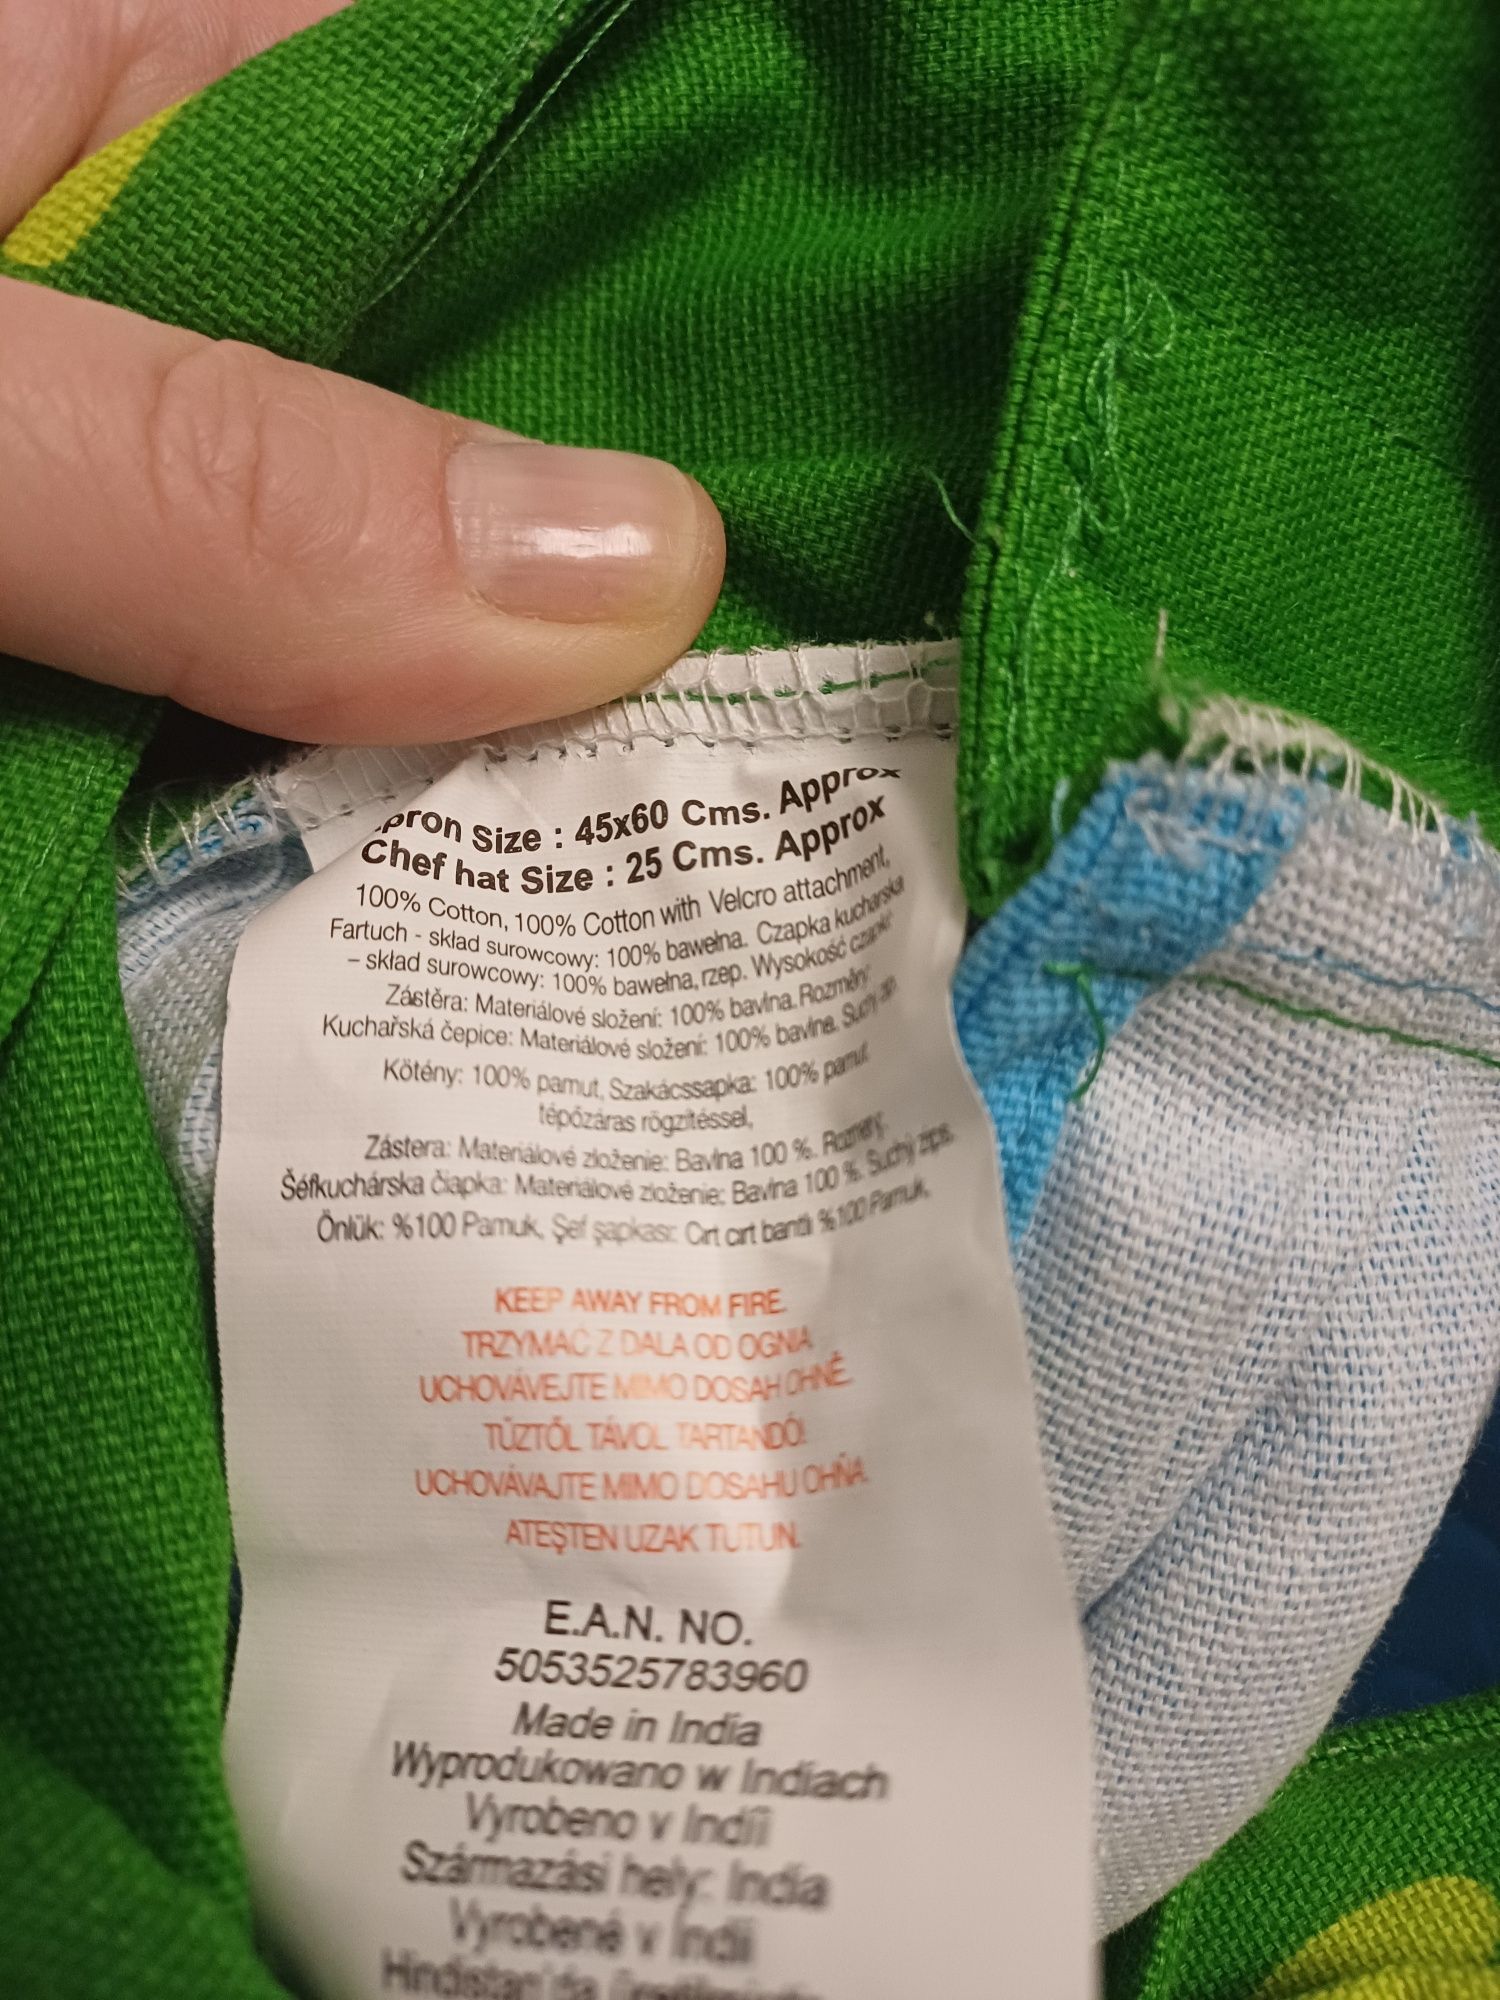 pron Size : 45x60 Cms. Approx
Chef hat Size : 25 Cms. Approx
100% Cotton, 100% Cotton with Velcro attachment,
Fartuch - skład surowcowy: 100% bawełna. Czapka kucharska
– skład surowcowy: 100% bawełna, rzep. Wysokość
Zástěra: Materiálové složení: 100% bavlna. Rozměry:
Kuchařská čepice: Materiálové složení: 100% bavlna. Suchý
Kötény: 100% pamut, Szakácssapka: 100% pamut
tépőzáras rögzítéssel,
Zástera: Materiálové zloženie: Bavlna 100 %. Rozmery:
Šéfkuchárska čiapka: Materiálové zloženie: Bavlna 100 %. Suchý zips.
Önlük: %100 Pamuk, Şef şapkası: Cırt cırt bantlı %100 Pamuk,
KEEP AWAY FROM FIRE.
TRZYMAĆ Z DALA OD OGNIA.
UCHOVÁVEJTE MIMO DOSAH OHNĚ.
TŰZTŐL TÁVOL TARTANDÓ!
UCHOVÁVAJTE MIMO DOSAHU OHŇA.
ATEŞTEN UZAK TUTUN.
E.A.N. NO.
5053525783960
Made in India
Wyprodukowano w Indiach
Vyrobeno v Indii
Származási hely: India
Vyrobené v Indii